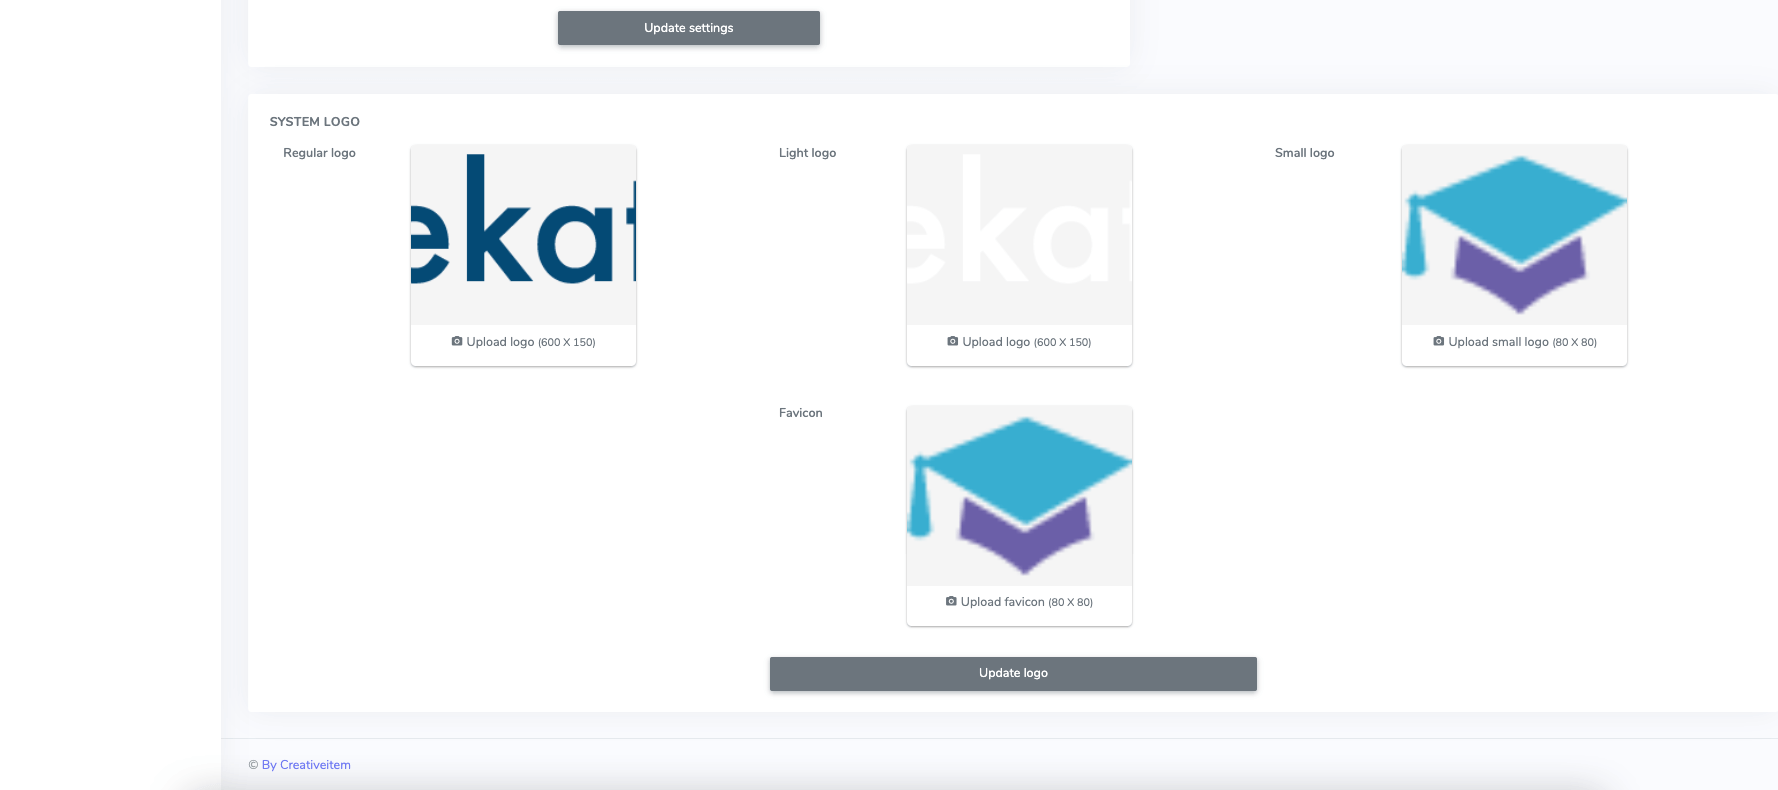 Update settings
SYSTEM LOGO
Regular logo
ekat
Upload logo (600 X 150)
Light logo
ekat
Upload logo (600 X 150)
Small logo
Upload small logo (80 X 80)
Favicon
Upload favicon (80 X 80)
Update logo
© By Creativeitem